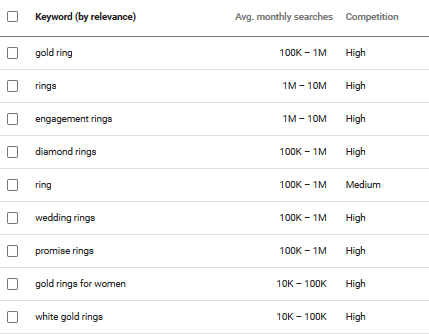 Keyword (by relevance) Avg. monthly searches Competition
gold ring 100K – 1M High
rings 1M – 10M High
engagement rings 1M – 10M High
diamond rings 100K – 1M High
ring 100K – 1M Medium
wedding rings 100K – 1M High
promise rings 100K – 1M High
gold rings for women 10K – 100K High
white gold rings 10K – 100K High